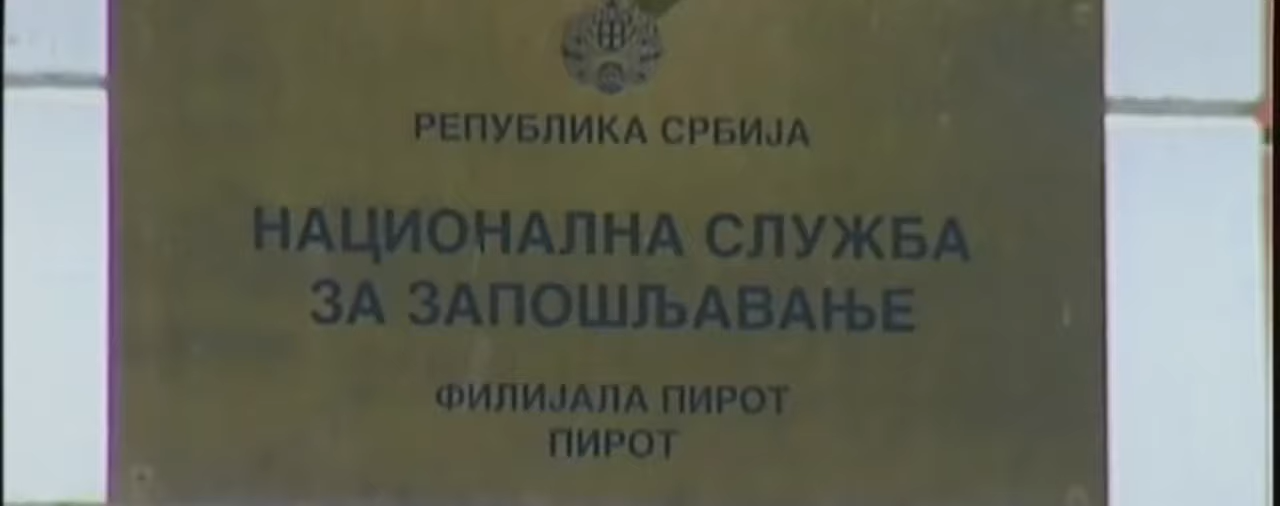 РЕПУБЛИКА СРБИЈА
НАЦИОНАЛНА СЛУЖБА
ЗА ЗАПОШЉАВАЊЕ
ФИЛИЈАЛА ПИРОТ
ПИРОТ